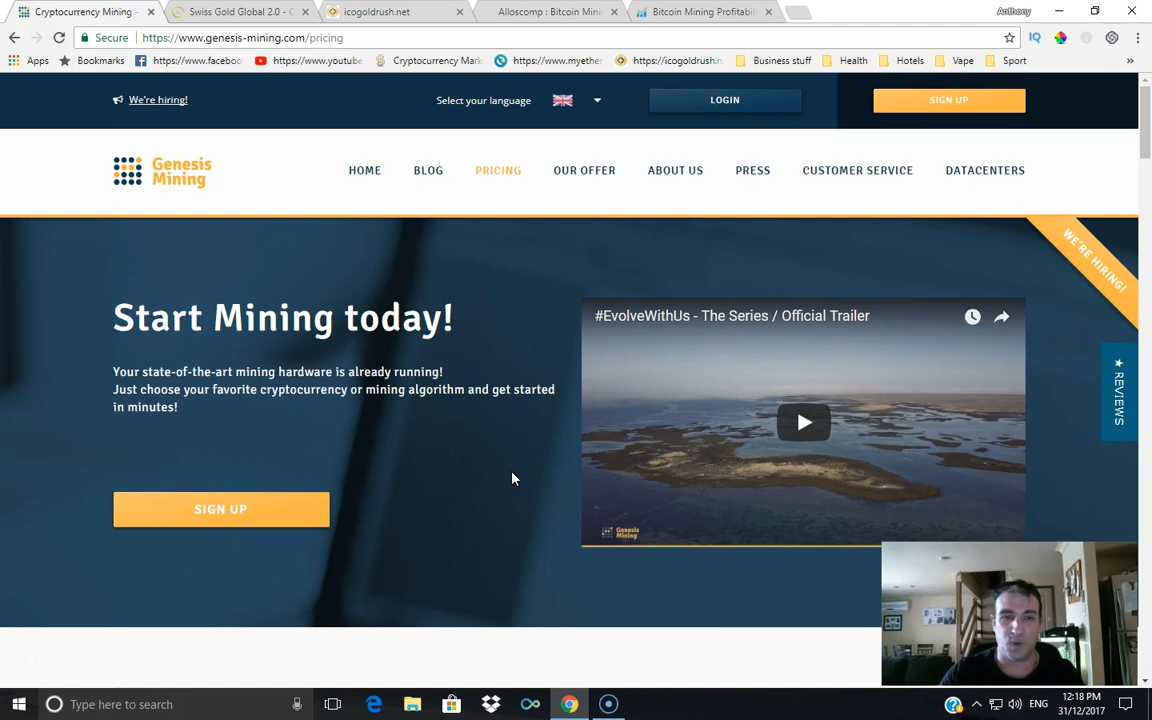 Cryptocurrency Mining -
Swiss Gold Global 2.0 - C
icogoldrush.net
Alloscomp : Bitcoin Mini
Bitcoin Mining Profitabil
Anthony
Secure
https://www.genesis-mining.com/pricing
Apps
Bookmarks
https://www.faceboo
https://www.youtube
Cryptocurrency Mark
https://www.myether
https://icogoldrush.n
Business stuff
Health
Hotels
Vape
Sport
We're hiring!
Select your language
LOGIN
SIGN UP
Genesis
Mining
HOME
BLOG
PRICING
OUR OFFER
ABOUT US
PRESS
CUSTOMER SERVICE
DATACENTERS
WE'RE HIRING!
Start Mining today!
#EvolveWithUs - The Series / Official Trailer
Your state-of-the-art mining hardware is already running!
Just choose your favorite cryptocurrency or mining algorithm and get started
in minutes!
★ REVIEWS
SIGN UP
Genesis
Mining
Type here to search
ENG
12:18 PM
31/12/2017